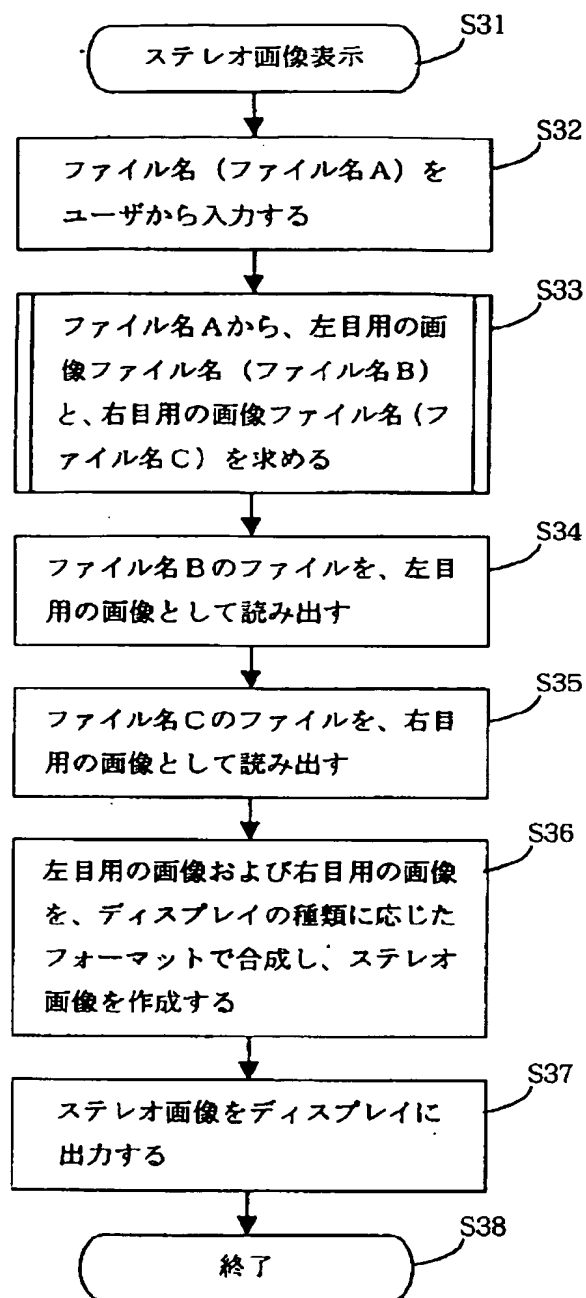 S31
ステレオ画像表示
S32
ファイル名（ファイル名A）を
ユーザから入力する
S33
ファイル名Aから、左目用の画
像ファイル名（ファイル名B）
と、右目用の画像ファイル名（フ
ァイル名C）を求める
S34
ファイル名Bのファイルを、左目
用の画像として読み出す
S35
ファイル名Cのファイルを、右目
用の画像として読み出す
S36
左目用の画像および右目用の画像
を、ディスプレイの種類に応じた
フォーマットで合成し、ステレオ
画像を作成する
S37
ステレオ画像をディスプレイに
出力する
S38
終了